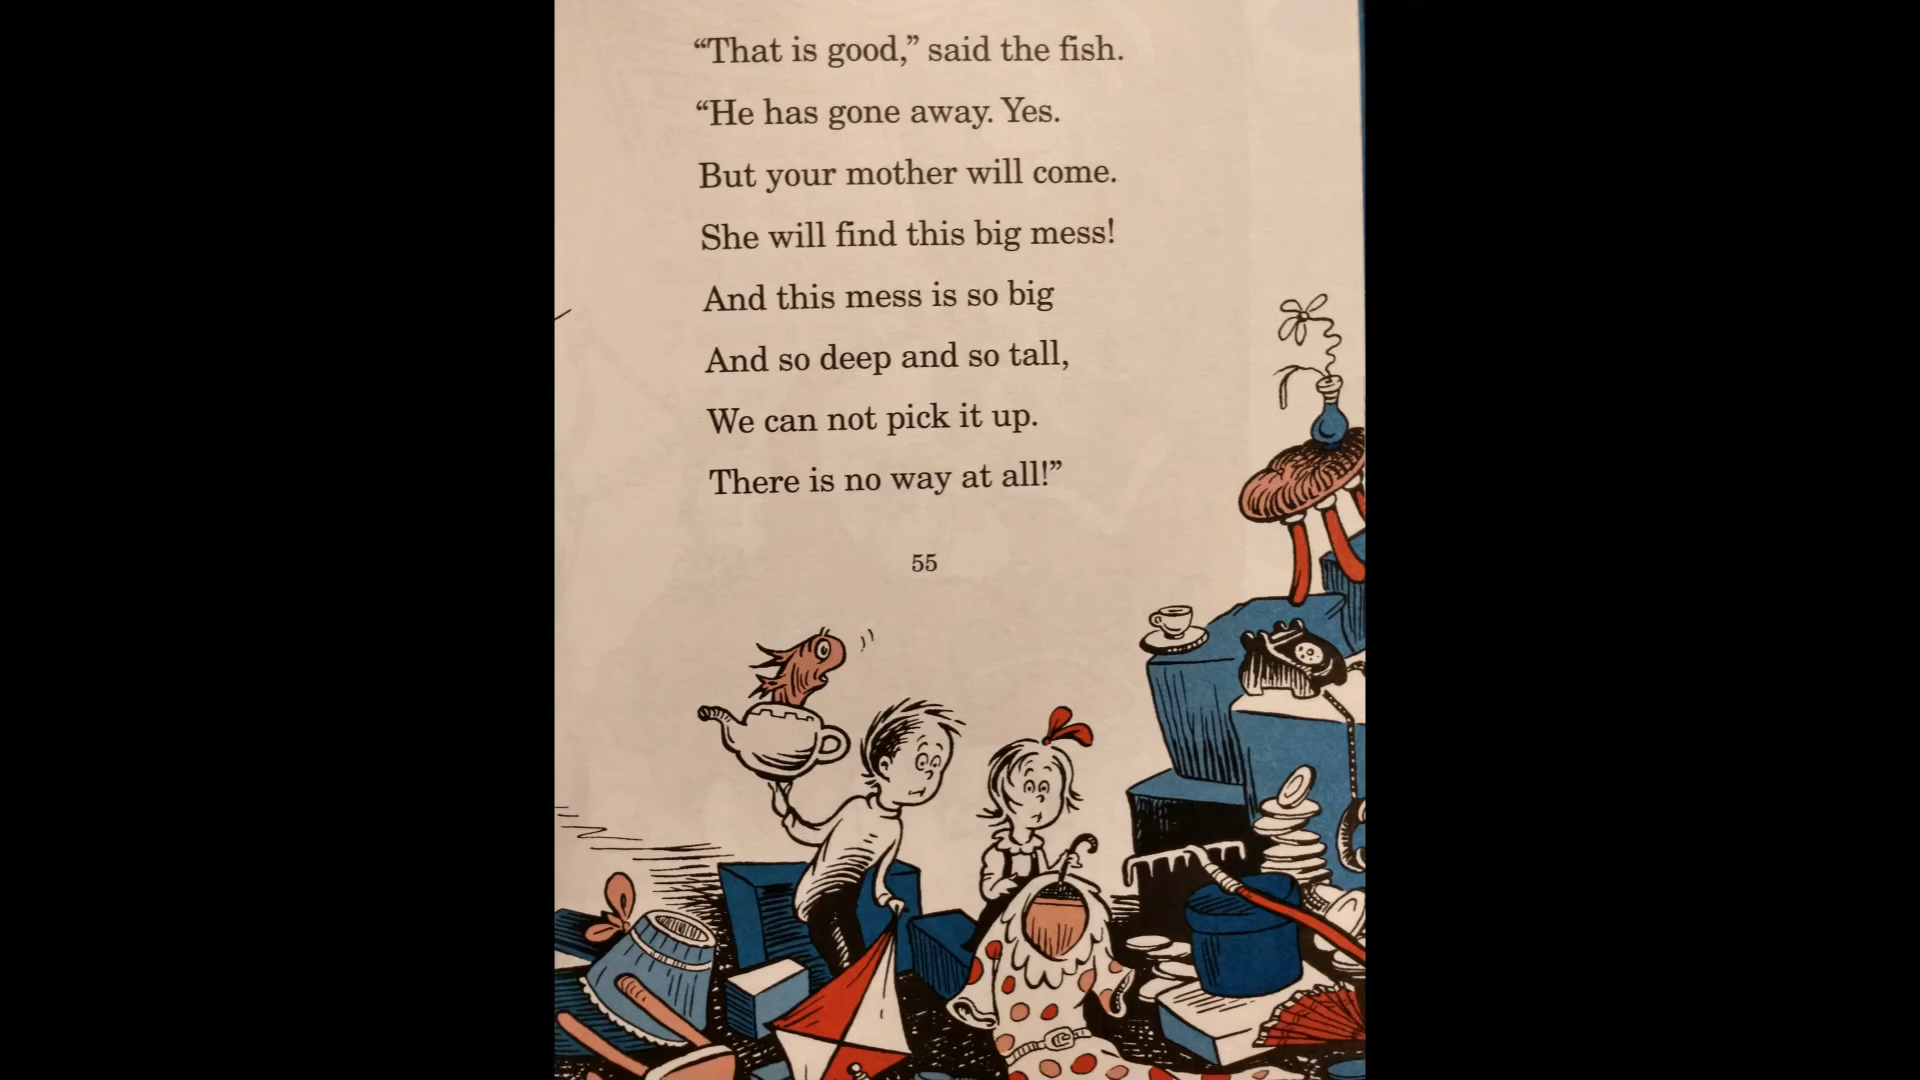 “That is good,” said the fish.
“He has gone away. Yes.
But your mother will come.
She will find this big mess!
And this mess is so big
And so deep and so tall,
We can not pick it up.
There is no way at all!”
55